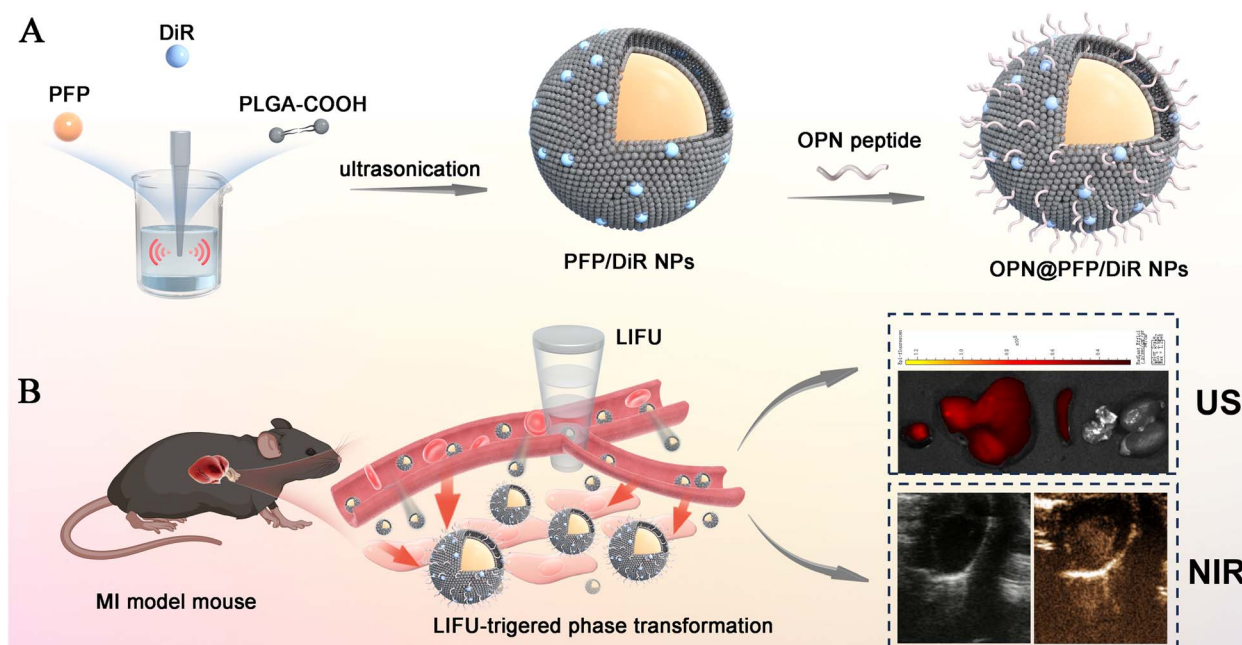 A
DiR
PFP
PLGA-COOH
ultrasonication
PFP/DiR NPs
OPN peptide
OPN@PFP/DiR NPs
B
MI model mouse
LIFU
LIFU-trigered phase transformation
US
NIR